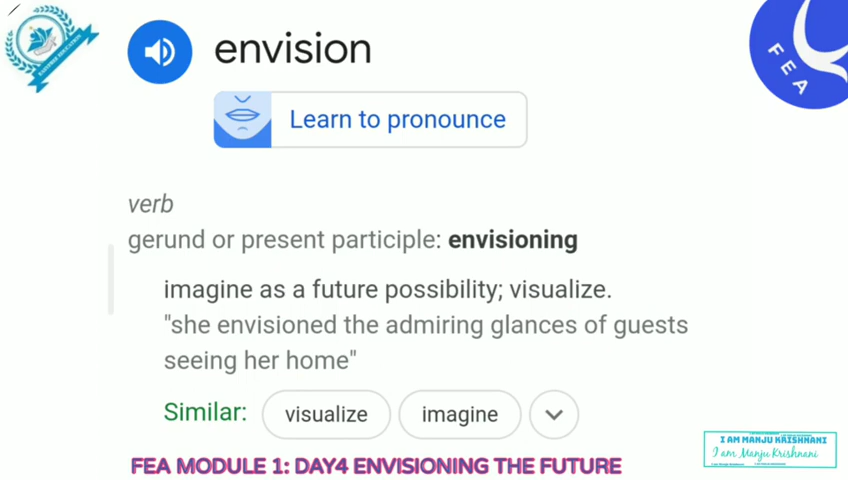 envision
FEA
Learn to pronounce
verb
gerund or present participle: envisioning
imagine as a future possibility; visualize.
"she envisioned the admiring glances of guests
seeing her home"
Similar: visualize imagine
I AM MANJU KRISHNANI
I am Manju Krishnani
FEA MODULE 1: DAY4 ENVISIONING THE FUTURE